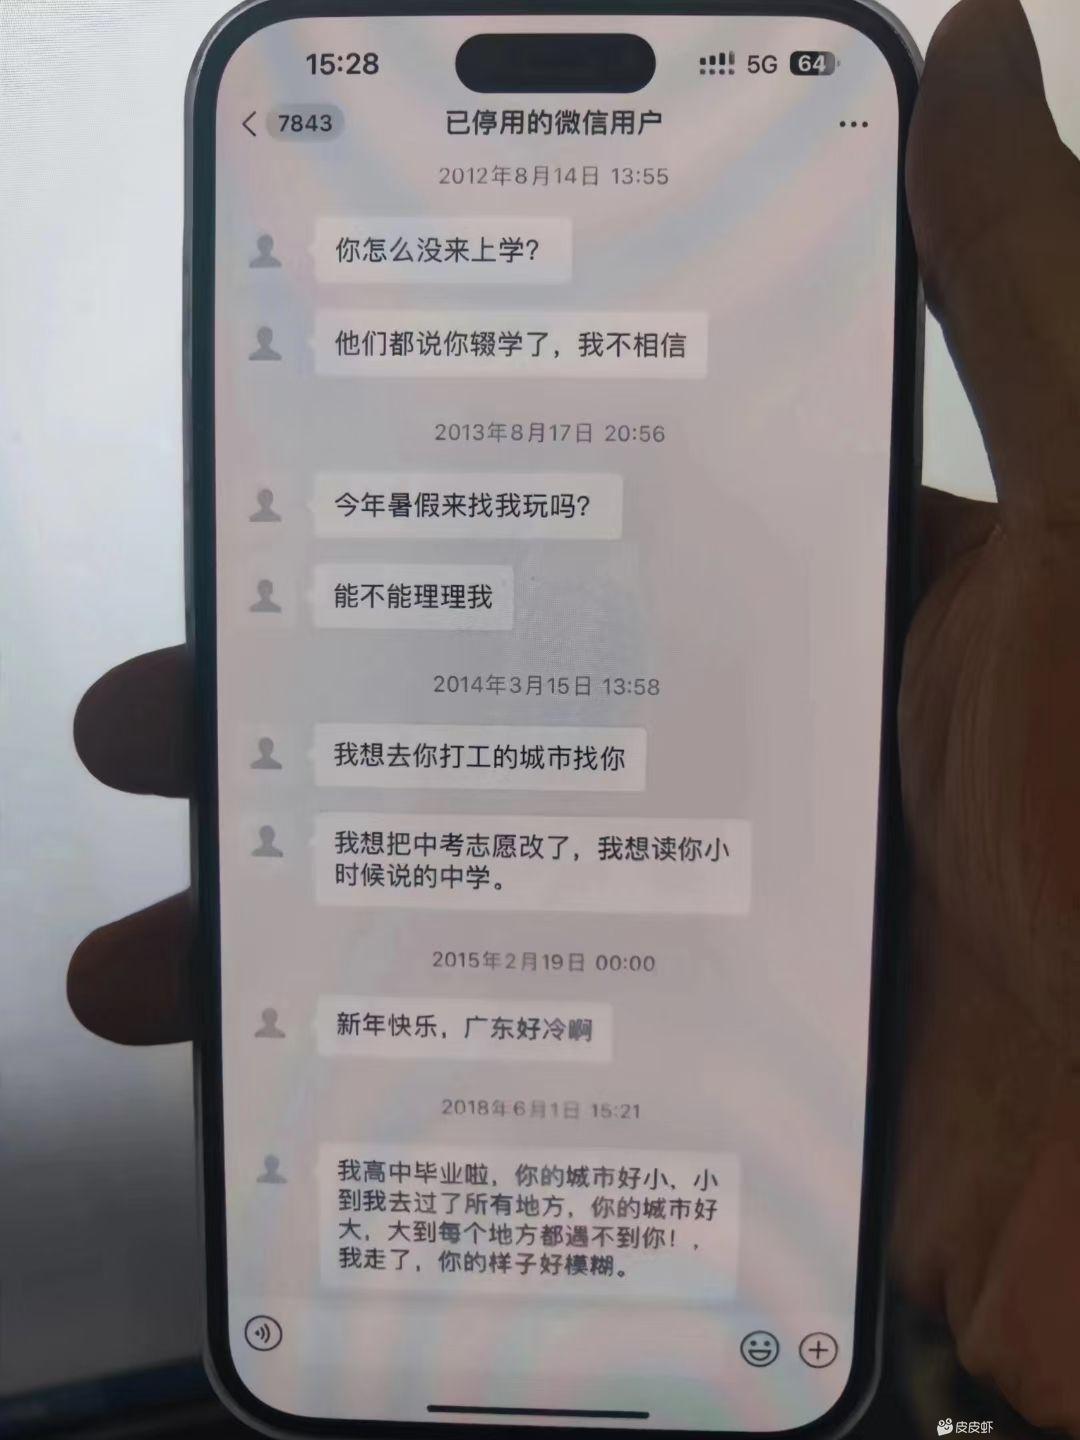 15:28
5G 64
7843 已停用的微信用户
2012年8月14日 13:55
你怎么没来上学？
他们都说你辍学了，我不相信
2013年8月17日 20:56
今年暑假来找我玩吗？
能不能理理我
2014年3月15日 13:58
我想去你打工的城市找你
我想把中考志愿改了，我想读你小
时候说的中学。
2015年2月19日 00:00
新年快乐，广东好冷啊
2018年6月1日 15:21
我高中毕业啦，你的城市好小、小
到我去过了所有地方，你的城市好
大，大到每个地方都遇不到你！，
我走了，你的样子好模糊。
皮皮虾